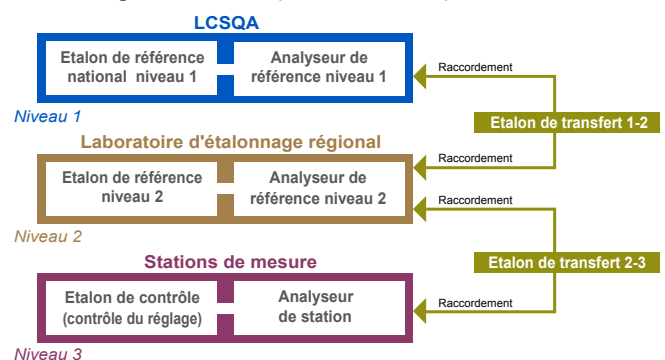 LCSQA
Etalon de référence
national niveau 1
Analyseur de
référence niveau 1
Raccordement
Niveau 1
Etalon de transfert 1-2
Laboratoire d'étalonnage régional
Raccordement
Etalon de référence
niveau 2
Analyseur de
référence niveau 2
Raccordement
Niveau 2
Stations de mesure
Etalon de transfert 2-3
Etalon de contrôle
(contrôle du réglage)
Analyseur
de station
Raccordement
Niveau 3